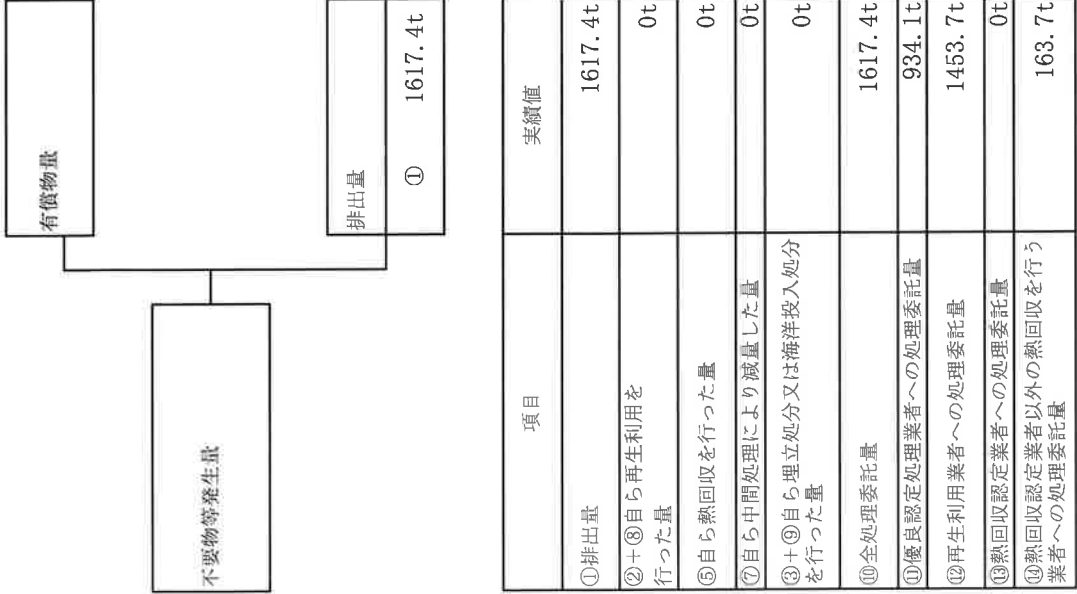 有償物量
不要物等発生量
排出量
① 1617.4t
項目 実績値
①排出量 1617.4t
②+⑧自ら再生利用を
行った量 0t
⑤自ら熱回収を行った量 0t
⑦自ら中間処理により減量した量 0t
③+⑨自ら埋立処分又は海洋投入処分
を行った量 0t
⑩全処理委託量 1617.4t
⑪優良認定処理業者への処理委託量 934.1t
⑫再生利用業者への処理委託量 1453.7t
⑬熱回収認定業者への処理委託量 0t
⑭熱回収認定業者以外の熱回収を行う
業者への処理委託量 163.7t